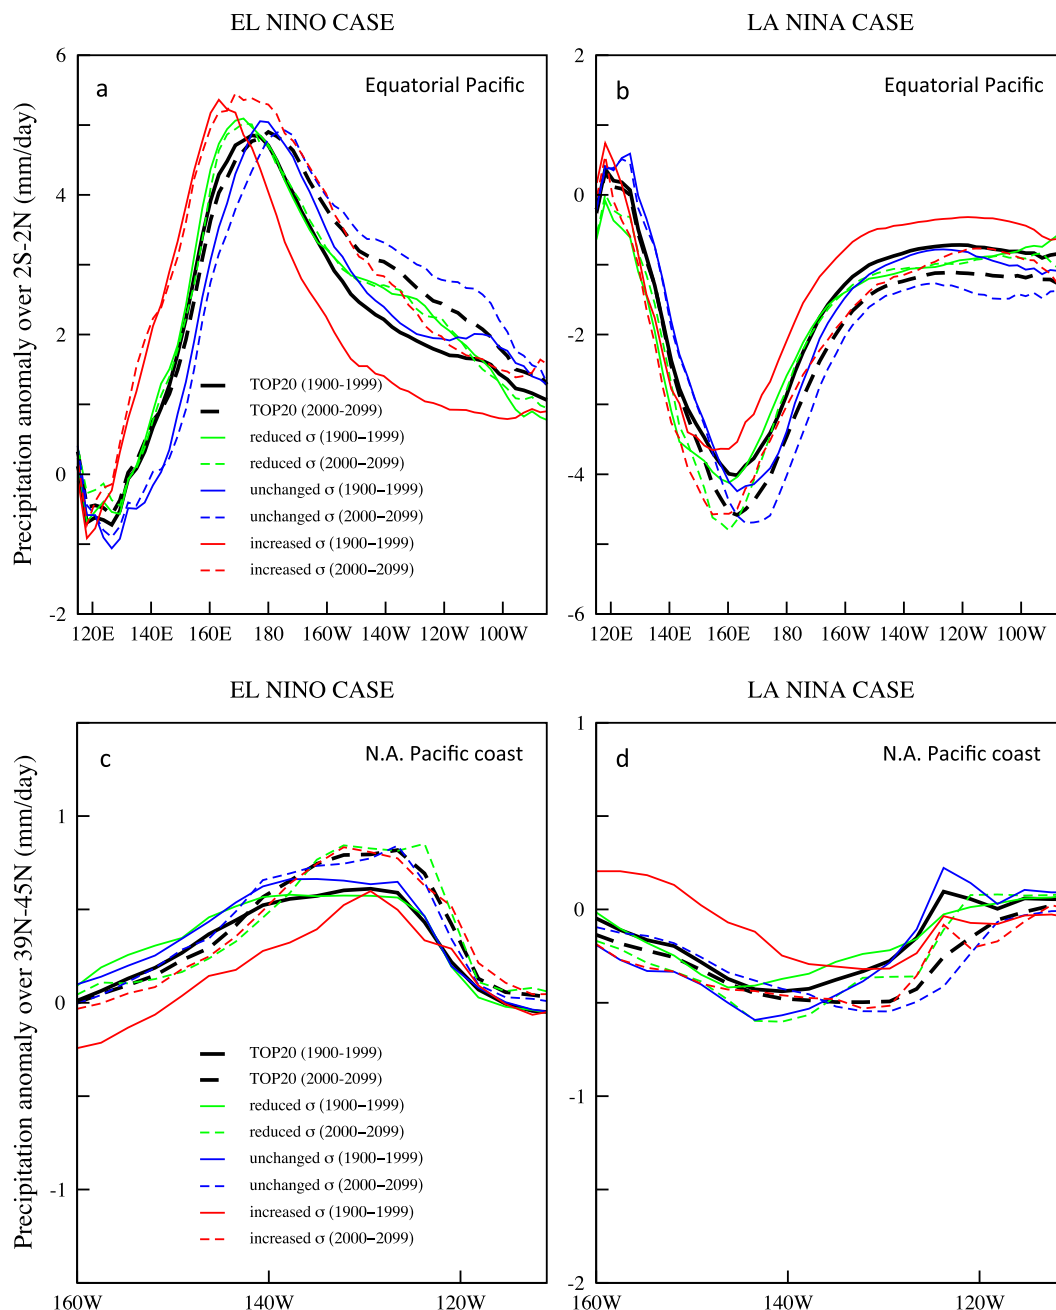 EL NINO CASE
LA NINA CASE
Precipitation anomaly over 2S-2N (mm/day)
6
4
2
0
-2
a
Equatorial Pacific
TOP20 (1900-1999)
TOP20 (2000-2099)
reduced σ (1900−1999)
reduced σ (2000−2099)
unchanged σ (1900−1999)
unchanged σ (2000−2099)
increased σ (1900−1999)
increased σ (2000−2099)
120E 140E 160E 180 160W 140W 120W 100W
2
0
-2
-4
-6
b
Equatorial Pacific
120E 140E 160E 180 160W 140W 120W 100W
EL NINO CASE
LA NINA CASE
Precipitation anomaly over 39N-45N (mm/day)
1
0
-1
c
N.A. Pacific coast
TOP20 (1900-1999)
TOP20 (2000-2099)
reduced σ (1900−1999)
reduced σ (2000−2099)
unchanged σ (1900−1999)
unchanged σ (2000−2099)
increased σ (1900−1999)
increased σ (2000−2099)
160W 140W 120W
1
0
-1
-2
d
N.A. Pacific coast
160W 140W 120W